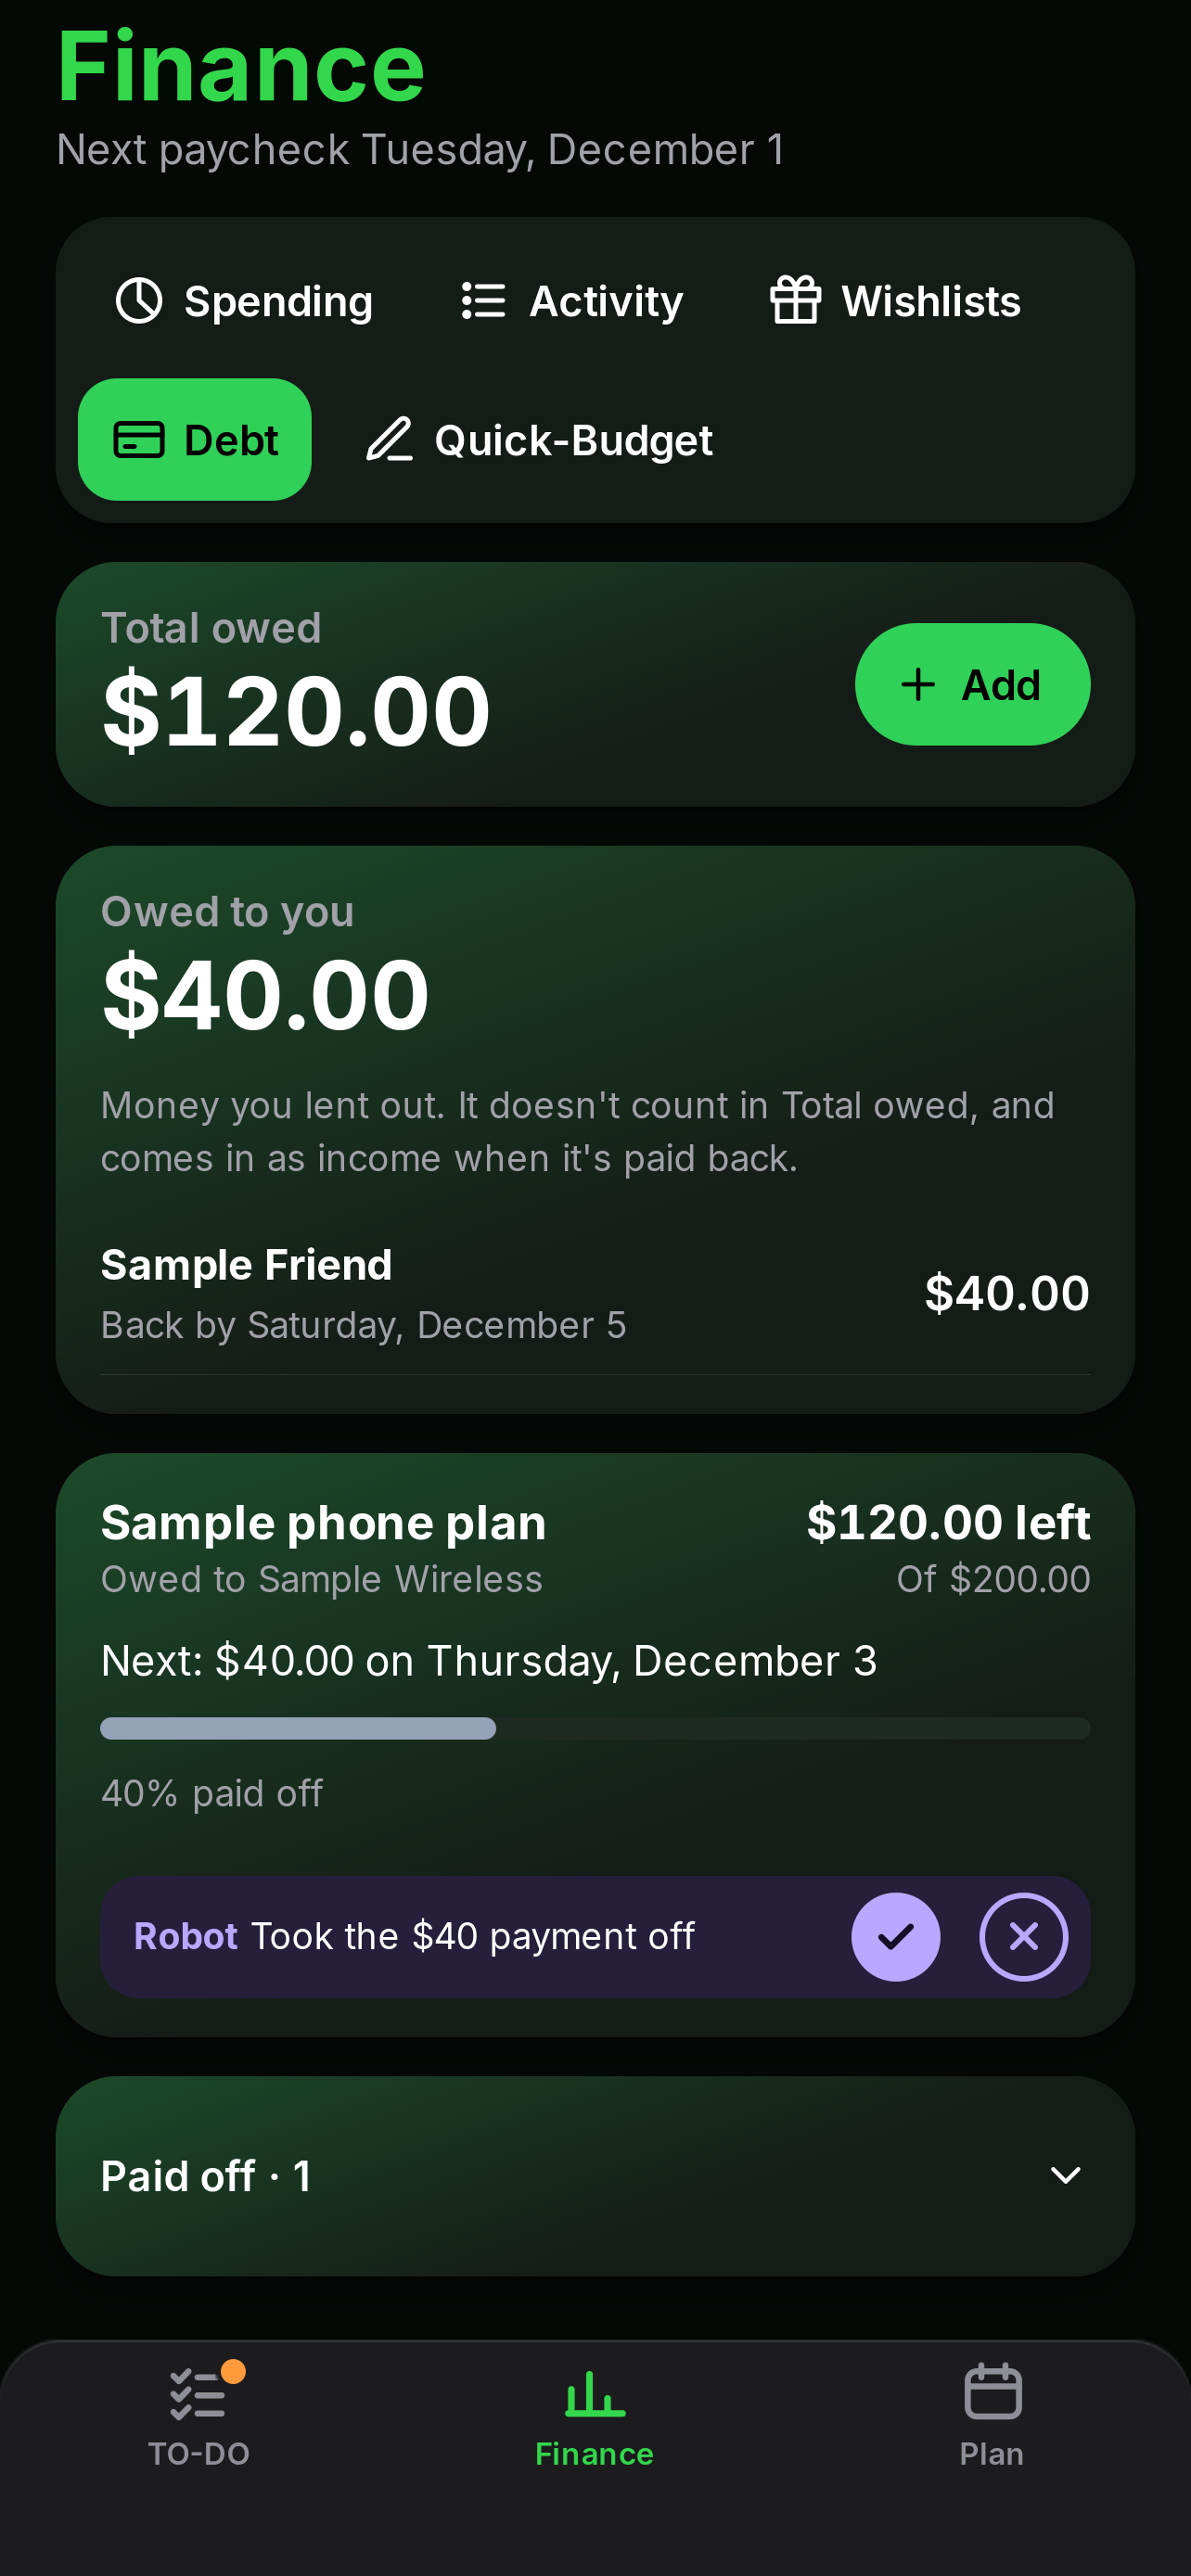 Finance
Next paycheck Tuesday, December 1
Spending
Activity
Wishlists
Debt
Quick-Budget
Total owed
$120.00
Add
Owed to you
$40.00
Money you lent out. It doesn't count in Total owed, and
comes in as income when it's paid back.
Sample Friend
$40.00
Back by Saturday, December 5
Sample phone plan
$120.00 left
Owed to Sample Wireless
Of $200.00
Next: $40.00 on Thursday, December 3
40% paid off
Robot Took the $40 payment off
Paid off · 1
TO-DO
Finance
Plan